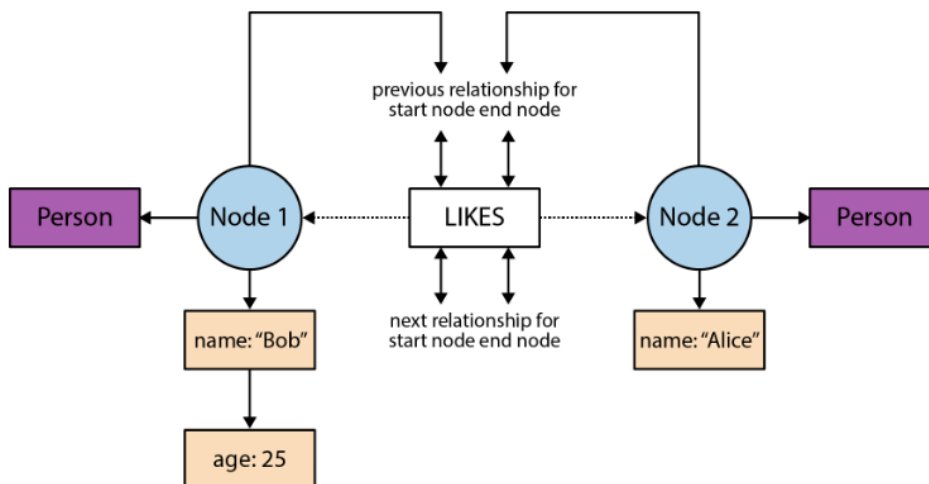 previous relationship for
start node end node
Person
Node 1
LIKES
Node 2
Person
name: “Bob”
next relationship for
start node end node
name: “Alice”
age: 25